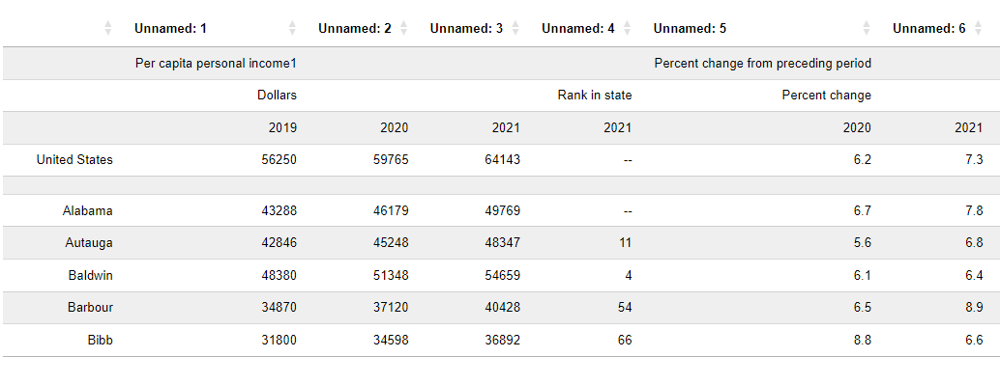 Unnamed: 1 Unnamed: 2 Unnamed: 3 Unnamed: 4 Unnamed: 5 Unnamed: 6
Per capita personal income1 Percent change from preceding period
Dollars Rank in state Percent change
2019 2020 2021 2021 2020 2021
United States 56250 59765 64143 -- 6.2 7.3
Alabama 43288 46179 49769 -- 6.7 7.8
Autauga 42846 45248 48347 11 5.6 6.8
Baldwin 48380 51348 54659 4 6.1 6.4
Barbour 34870 37120 40428 54 6.5 8.9
Bibb 31800 34598 36892 66 8.8 6.6